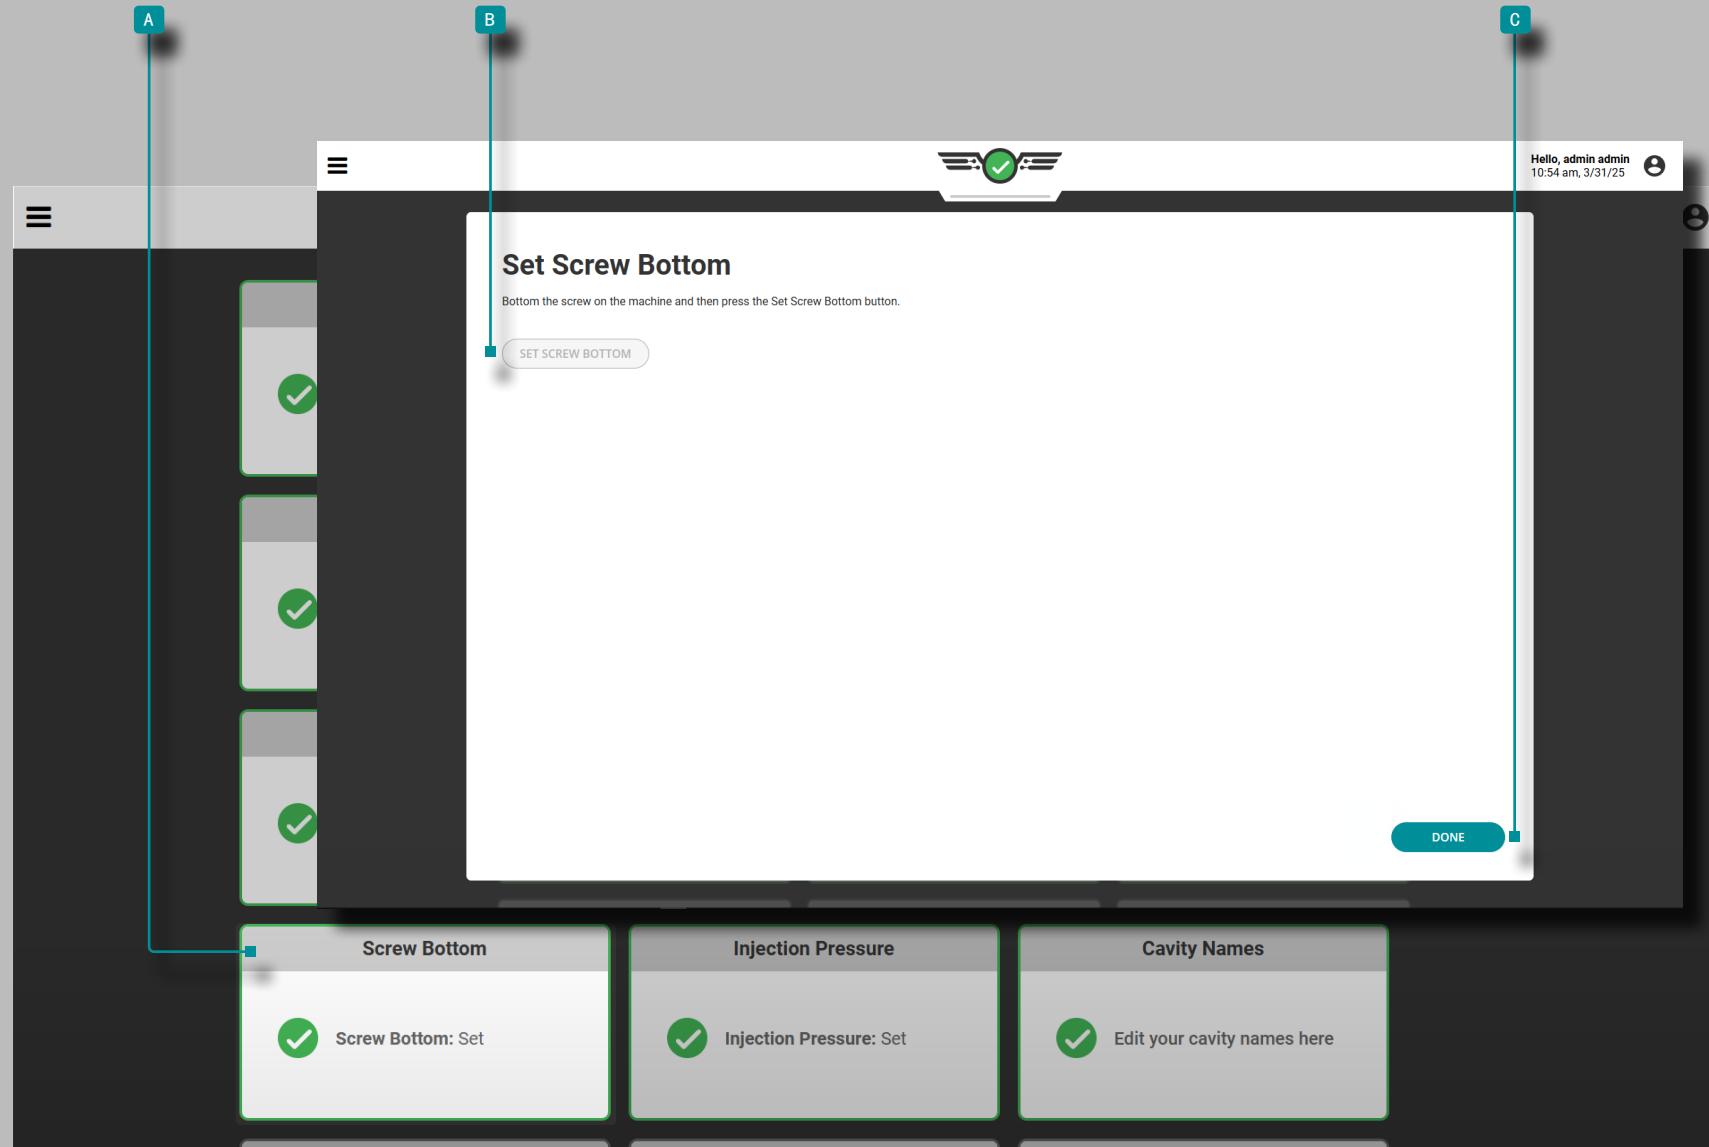 A
B
C
Hello, admin admin
10:54 am, 3/31/25
Set Screw Bottom
Bottom the screw on the machine and then press the Set Screw Bottom button.
SET SCREW BOTTOM
DONE
Screw Bottom
Injection Pressure
Cavity Names
Screw Bottom: Set
Injection Pressure: Set
Edit your cavity names here